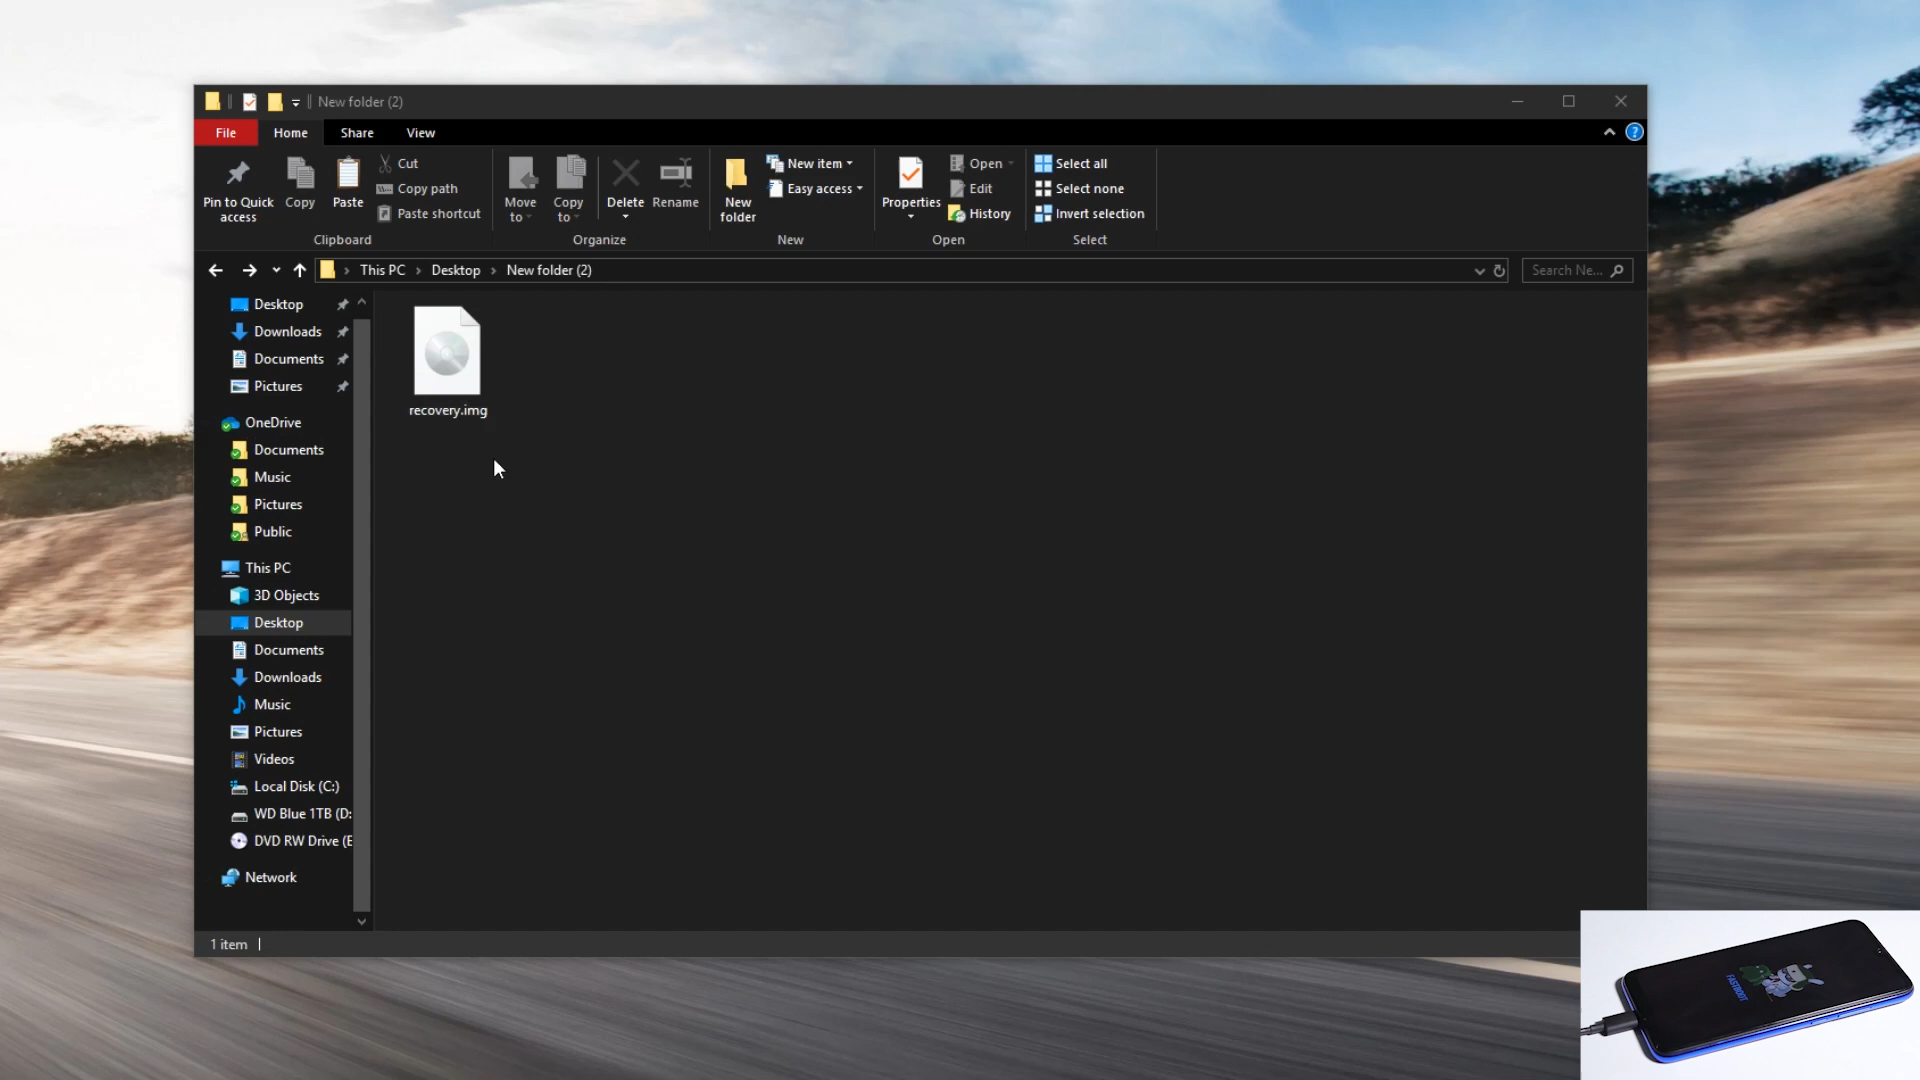 New folder (2)
File
Home
Share
View
Pin to Quick access
Copy
Paste
Cut
Copy path
Paste shortcut
Clipboard
Move to
Copy to
Delete
Rename
Organize
New folder
New item
Easy access
New
Properties
Open
Edit
History
Open
Select all
Select none
Invert selection
Select
This PC
Desktop
New folder (2)
Search Ne...
Desktop
Downloads
Documents
Pictures
OneDrive
Documents
Music
Pictures
Public
This PC
3D Objects
Desktop
Documents
Downloads
Music
Pictures
Videos
Local Disk (C:)
WD Blue 1TB (D:
DVD RW Drive (E
Network
recovery.img
1 item
FASTBOOT